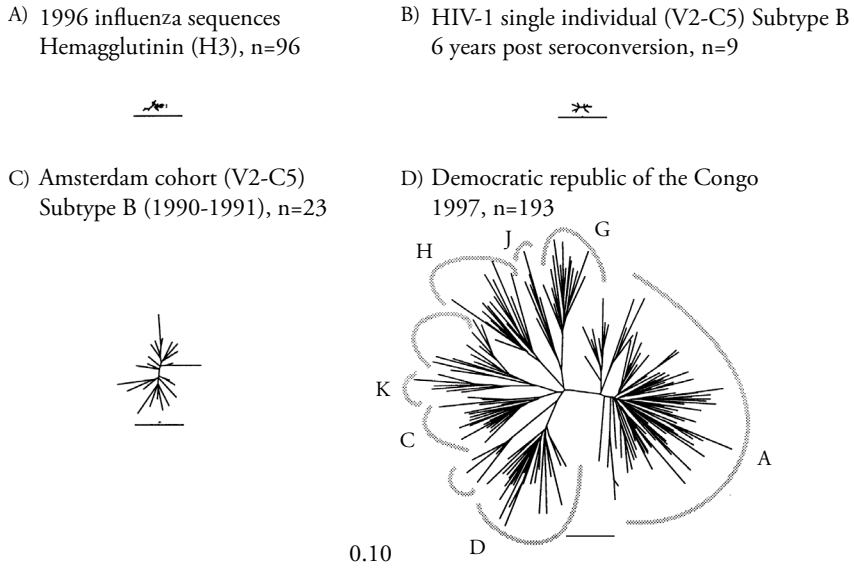 A) 1996 influenza sequences
Hemagglutinin (H3), n=96
B) HIV-1 single individual (V2-C5) Subtype B
6 years post seroconversion, n=9
C) Amsterdam cohort (V2-C5)
Subtype B (1990-1991), n=23
D) Democratic republic of the Congo
1997, n=193
H
J
G
K
C
A
D
0.10